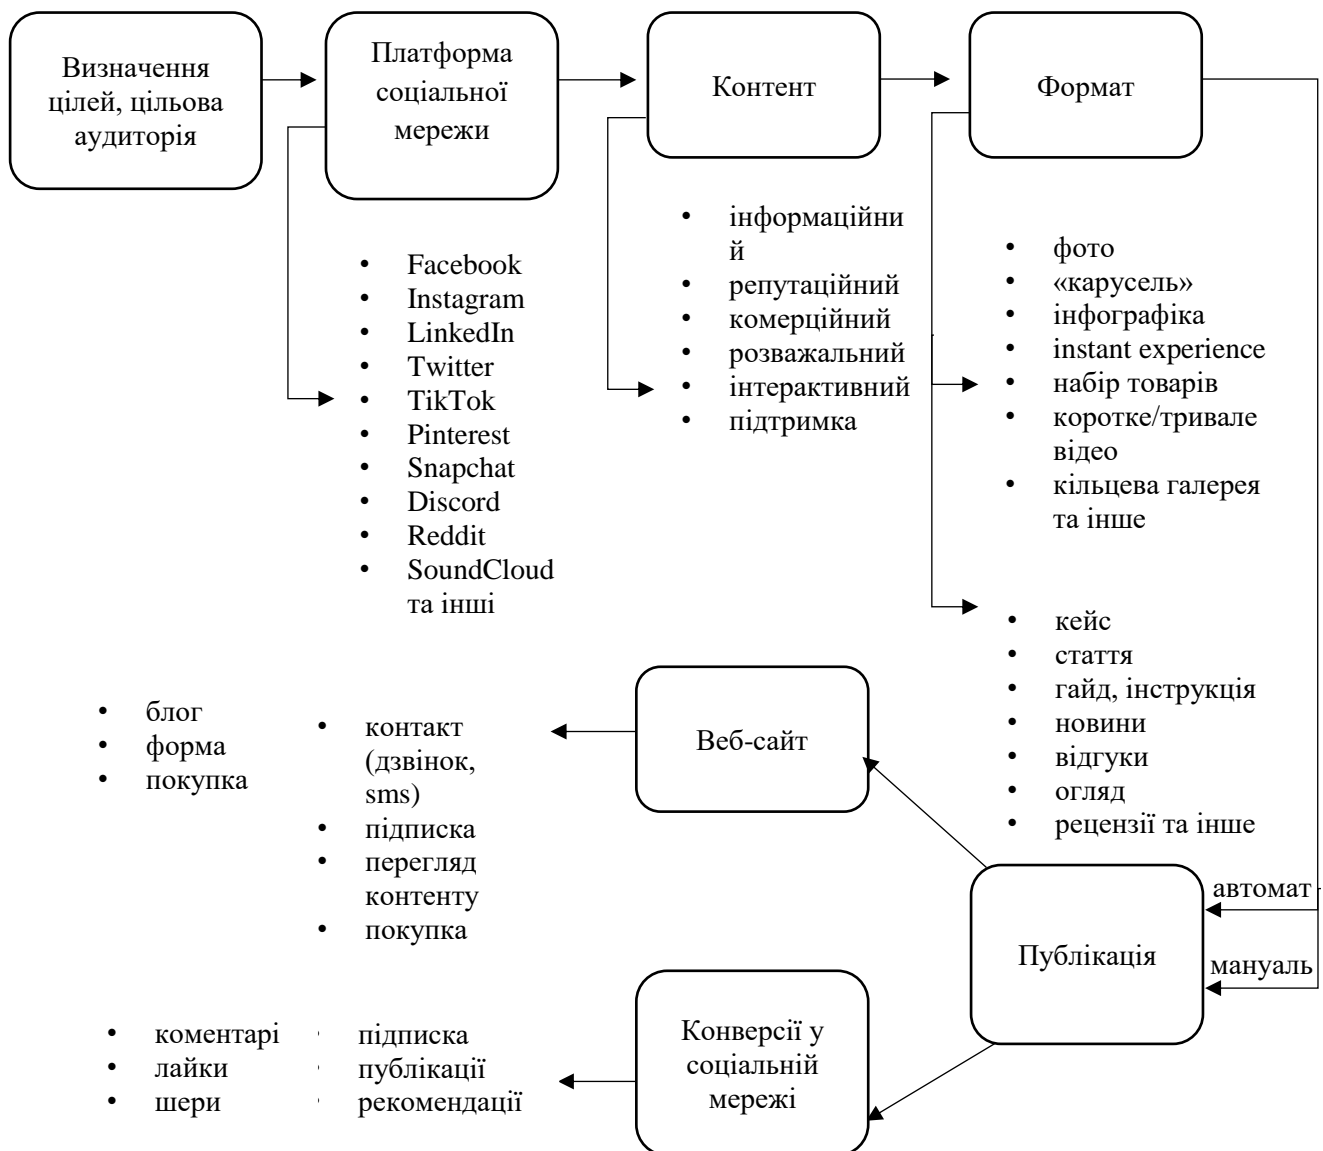 Визначення
цілей, цільова
аудиторія
Платформа
соціальної
мережи
Контент
Формат
• Facebook
• Instagram
• LinkedIn
• Twitter
• TikTok
• Pinterest
• Snapchat
• Discord
• Reddit
• SoundCloud
та інші
• інформаційни
й
• репутаційний
• комерційний
• розважальний
• інтерактивний
• підтримка
• фото
• «карусель»
• інфографіка
• instant experience
• набір товарів
• коротке/тривале
відео
• кільцева галерея
та інше
• кейс
• стаття
• гайд, інструкція
• новини
• відгуки
• огляд
• рецензії та інше
автомат
мануаль
Публікація
Веб-сайт
• контакт
(дзвінок,
sms)
• підписка
• перегляд
контенту
• покупка
• блог
• форма
• покупка
Конверсії у
соціальній
мережі
• підписка
• публікації
• рекомендації
• коментарі
• лайки
• шери